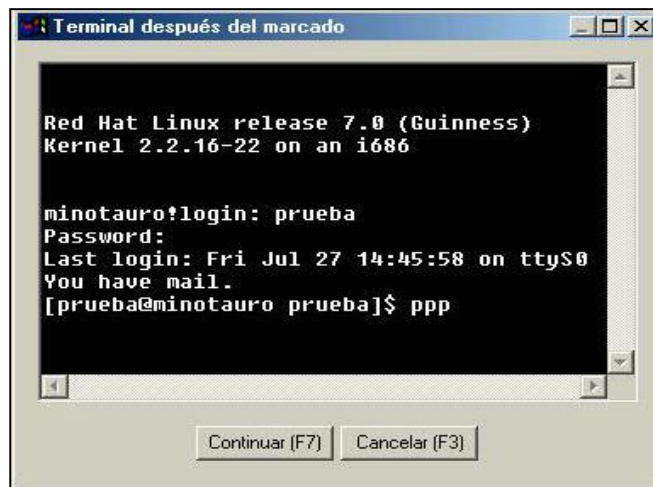 Terminal después del marcado
Red Hat Linux release 7.0 (Guinness)
Kernel 2.2.16-22 on an i686
minotauro!login: prueba
Password:
Last login: Fri Jul 27 14:45:58 on ttyS0
You have mail.
[prueba@minotauro prueba]$ ppp
Continuar (F7) Cancelar (F3)